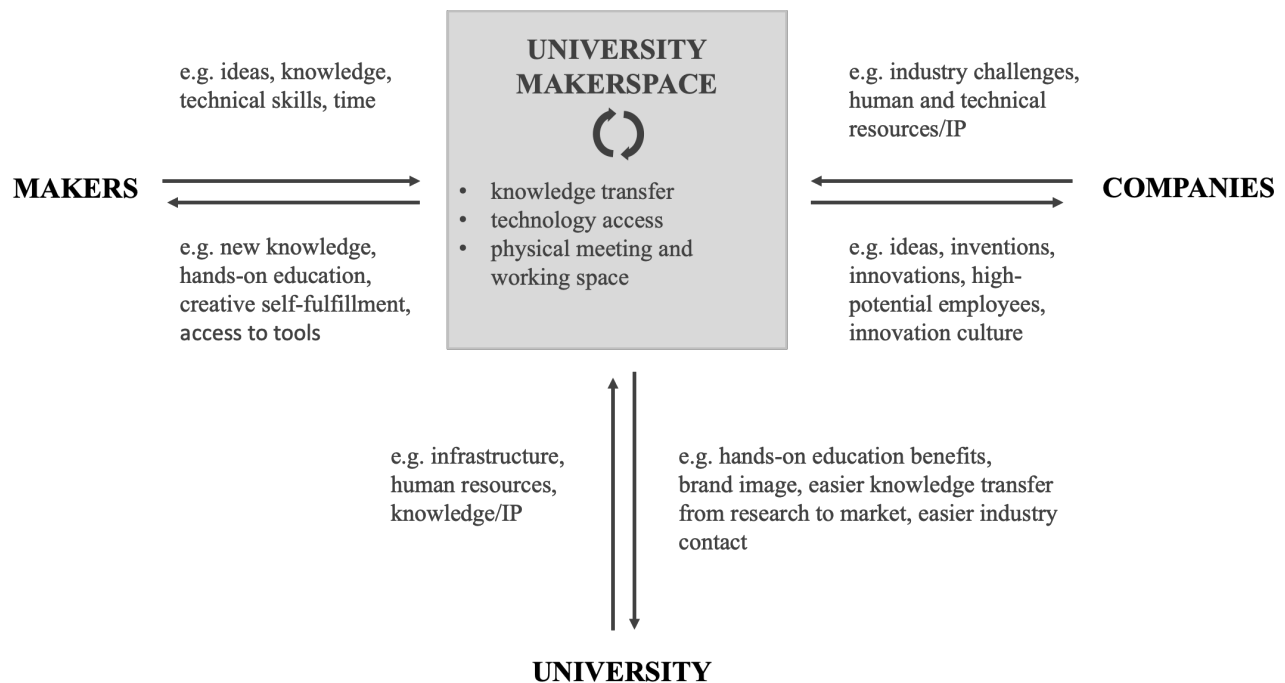 UNIVERSITY
MAKERSPACE
e.g. ideas, knowledge,
technical skills, time
e.g. industry challenges,
human and technical
resources/IP
MAKERS
COMPANIES
• knowledge transfer
• technology access
• physical meeting and
working space
e.g. new knowledge,
hands-on education,
creative self-fulfillment,
access to tools
e.g. ideas, inventions,
innovations, high-
potential employees,
innovation culture
e.g. infrastructure,
human resources,
knowledge/IP
e.g. hands-on education benefits,
brand image, easier knowledge transfer
from research to market, easier industry
contact
UNIVERSITY